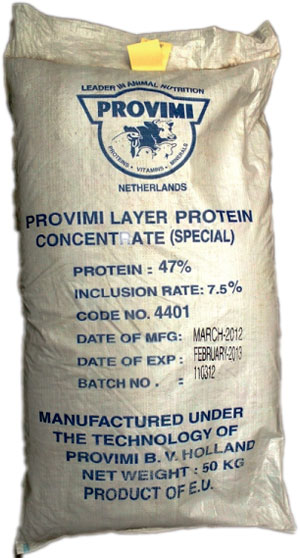 LEADER IN ANIMAL NUTRITION
PROVIMI
PROTEINS • VITAMINS • MINERALS
NETHERLANDS
PROVIMI LAYER PROTEIN
CONCENTRATE (SPECIAL)
PROTEIN : 47%
INCLUSION RATE: 7.5%
CODE NO. 4401
DATE OF MFG: MARCH-2012
DATE OF EXP : FEBRUARY-2013
BATCH NO . = 110312
MANUFACTURED UNDER
THE TECHNOLOGY OF
PROVIMI B. V. HOLLAND
NET WEIGHT : 50 KG
PRODUCT OF E.U.